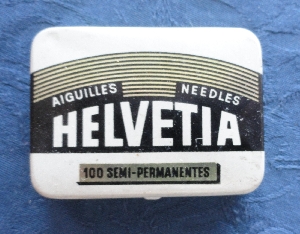 AIGUILLES NEEDLES
HELVETIA
100 SEMI-PERMANENTES